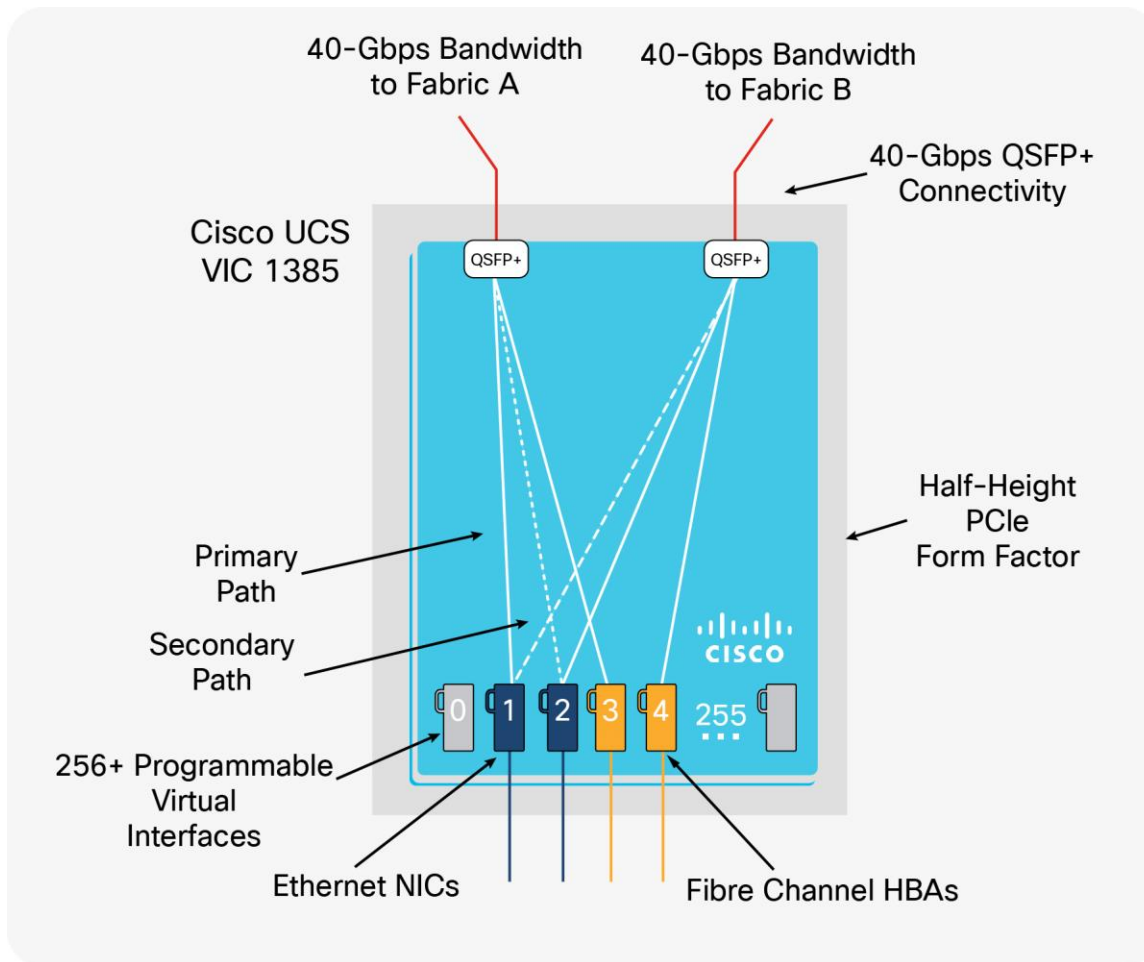 40-Gbps Bandwidth
to Fabric A
40-Gbps Bandwidth
to Fabric B
40-Gbps QSFP+
Connectivity
Cisco UCS
VIC 1385
QSFP+
QSFP+
Half-Height
PCIe
Form Factor
Primary
Path
Secondary
Path
CISCO
0
1
2
3
4
255
256+ Programmable
Virtual
Interfaces
Ethernet NICs
Fibre Channel HBAs